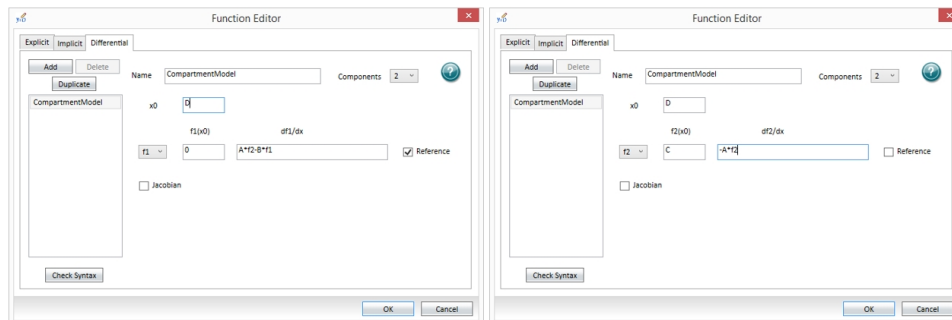 Function Editor
Explicit Implicit Differential
Add Delete
Duplicate
Name CompartmentModel Components 2
CompartmentModel
x0 D
f1(x0) df1/dx
f1 0 A*f2-B*f1 Reference
Jacobian
Check Syntax
OK Cancel
Function Editor
Explicit Implicit Differential
Add Delete
Duplicate
Name CompartmentModel Components 2
CompartmentModel
x0 D
f2(x0) df2/dx
f2 C -A*f2 Reference
Jacobian
Check Syntax
OK Cancel